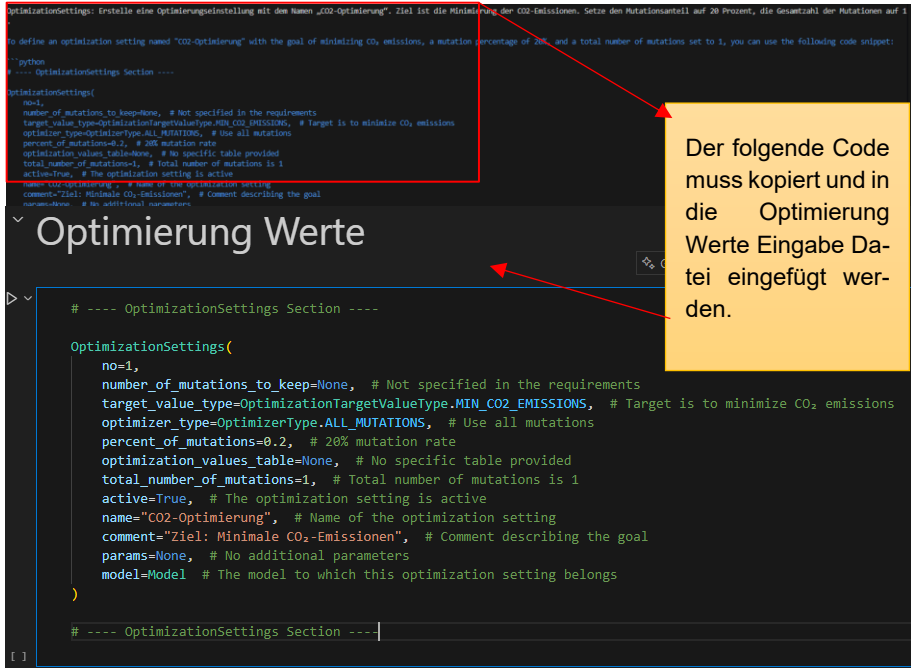 OptimizationSettings: Erstelle eine Optimierungseinstellung mit dem Namen „CO2-Optimierung“. Ziel ist die Minimierung der CO2-Emissionen. Setze den Mutationsanteil auf 20 Prozent, die Gesamtzahl der Mutationen auf 1
To define an optimization setting named "CO2-Optimierung" with the goal of minimizing CO₂ emissions, a mutation percentage of 20%, and a total number of mutations set to 1, you can use the following code snippet:
```python
# ---- OptimizationSettings Section ----
OptimizationSettings(
no=1,
number_of_mutations_to_keep=None,  # Not specified in the requirements
target_value_type=OptimizationTargetValueType.MIN_CO2_EMISSIONS,  # Target is to minimize CO₂ emissions
optimizer_type=OptimizerType.ALL_MUTATIONS,  # Use all mutations
percent_of_mutations=0.2,  # 20% mutation rate
optimization_values_table=None,  # No specific table provided
total_number_of_mutations=1,  # Total number of mutations is 1
active=True,  # The optimization setting is active
name="CO2-Optimierung",  # Name of the optimization setting
comment="Ziel: Minimale CO₂-Emissionen",  # Comment describing the goal
params=None,  # No additional parameters
Der folgende Code
muss kopiert und in
die Optimierung
Werte Eingabe Da-
tei eingefügt wer-
den.
Optimierung Werte
# ---- OptimizationSettings Section ----
OptimizationSettings(
no=1,
number_of_mutations_to_keep=None,  # Not specified in the requirements
target_value_type=OptimizationTargetValueType.MIN_CO2_EMISSIONS,  # Target is to minimize CO₂ emissions
optimizer_type=OptimizerType.ALL_MUTATIONS,  # Use all mutations
percent_of_mutations=0.2,  # 20% mutation rate
optimization_values_table=None,  # No specific table provided
total_number_of_mutations=1,  # Total number of mutations is 1
active=True,  # The optimization setting is active
name="CO2-Optimierung",  # Name of the optimization setting
comment="Ziel: Minimale CO₂-Emissionen",  # Comment describing the goal
params=None,  # No additional parameters
model=Model  # The model to which this optimization setting belongs
)
# ---- OptimizationSettings Section ----
[ ]